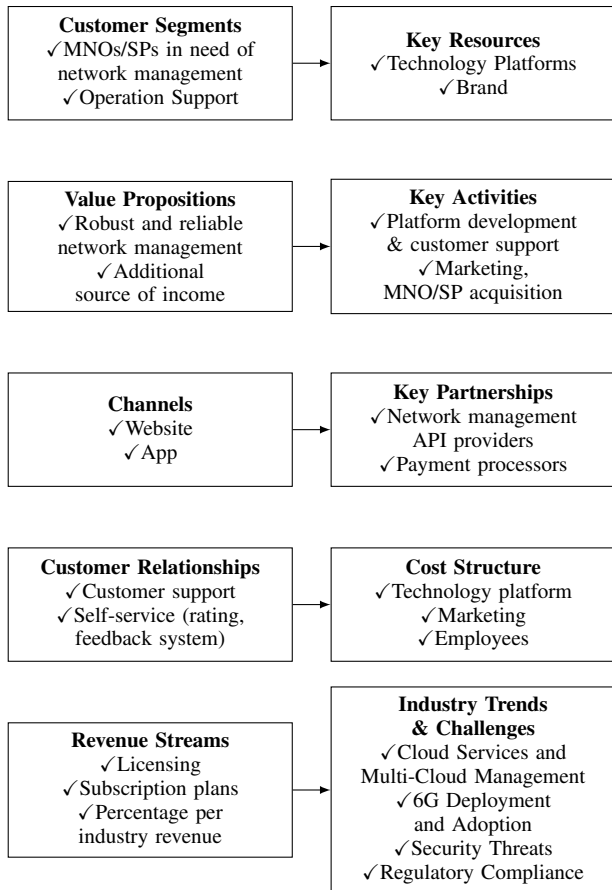 Customer Segments
✓MNOs/SPs in need of
network management
✓Operation Support
Key Resources
✓Technology Platforms
✓Brand
Value Propositions
✓Robust and reliable
network management
✓Additional
source of income
Key Activities
✓Platform development
& customer support
✓Marketing,
MNO/SP acquisition
Channels
✓Website
✓App
Key Partnerships
✓Network management
API providers
✓Payment processors
Customer Relationships
✓Customer support
✓Self-service (rating,
feedback system)
Cost Structure
✓Technology platform
✓Marketing
✓Employees
Revenue Streams
✓Licensing
✓Subscription plans
✓Percentage per
industry revenue
Industry Trends
& Challenges
✓Cloud Services and
Multi-Cloud Management
✓6G Deployment
and Adoption
✓Security Threats
✓Regulatory Compliance